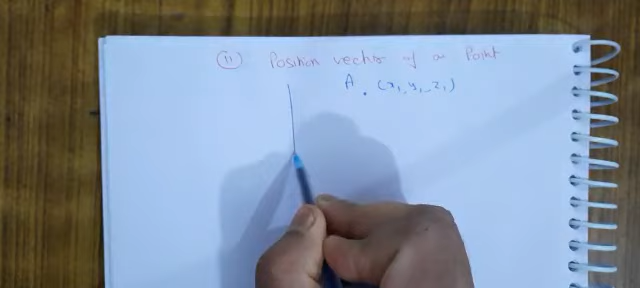 (11) Position vector of a Point
A . (x₁, y₁, z₁)